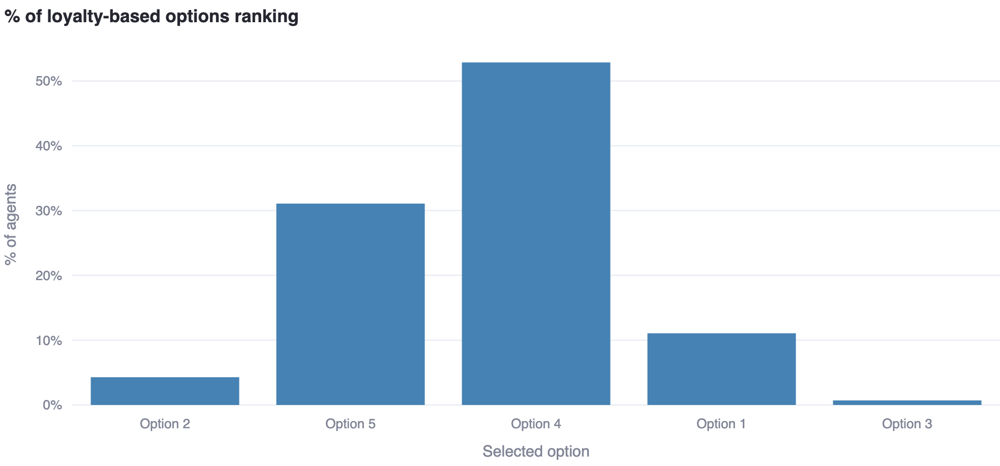 % of loyalty-based options ranking
% of agents
50%
40%
30%
20%
10%
0%
Option 2
Option 5
Option 4
Option 1
Option 3
Selected option